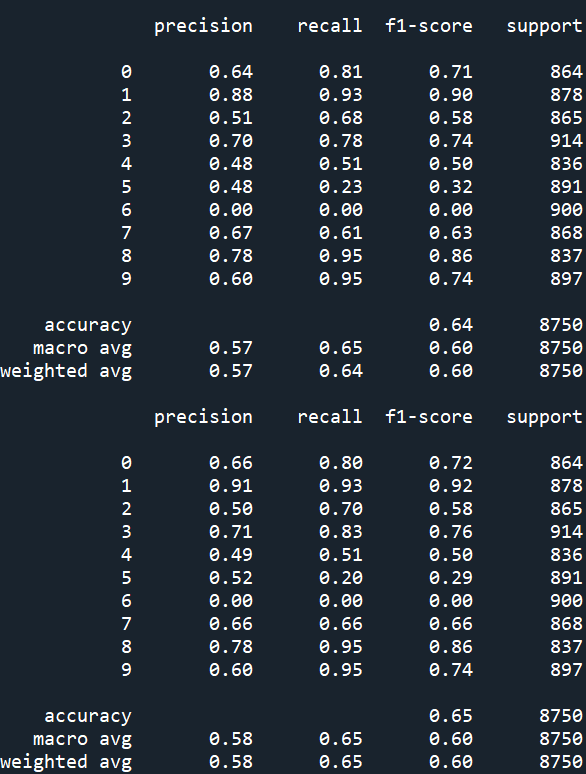 precision recall f1-score support
0 0.64 0.81 0.71 864
1 0.88 0.93 0.90 878
2 0.51 0.68 0.58 865
3 0.70 0.78 0.74 914
4 0.48 0.51 0.50 836
5 0.48 0.23 0.32 891
6 0.00 0.00 0.00 900
7 0.67 0.61 0.63 868
8 0.78 0.95 0.86 837
9 0.60 0.95 0.74 897
accuracy 0.64 8750
macro avg 0.57 0.65 0.60 8750
weighted avg 0.57 0.64 0.60 8750
precision recall f1-score support
0 0.66 0.80 0.72 864
1 0.91 0.93 0.92 878
2 0.50 0.70 0.58 865
3 0.71 0.83 0.76 914
4 0.49 0.51 0.50 836
5 0.52 0.20 0.29 891
6 0.00 0.00 0.00 900
7 0.66 0.66 0.66 868
8 0.78 0.95 0.86 837
9 0.60 0.95 0.74 897
accuracy 0.65 8750
macro avg 0.58 0.65 0.60 8750
weighted avg 0.58 0.65 0.60 8750